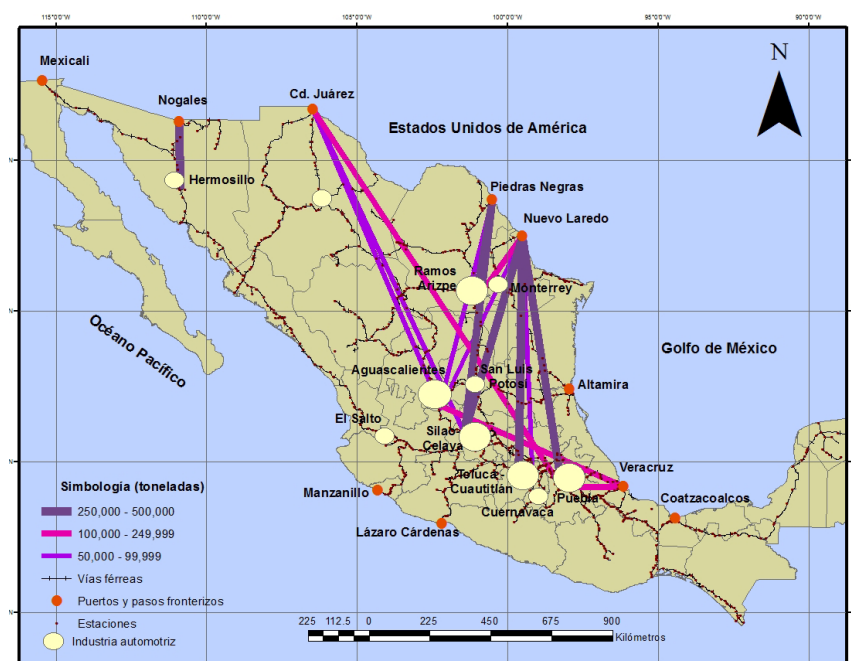 115°0'0"W
110°0'0"W
105°0'0"W
100°0'0"W
95°0'0"W
90°0'0"W
Mexicali
Nogales
Cd. Juárez
N
Estados Unidos de América
Hermosillo
Piedras Negras
Nuevo Laredo
Ramos
Arizpe
Mónterrey
Océano Pacífico
Golfo de México
Aguascalientes
San Luis
Potosí
Altamira
El Salto
Silao
Celaya
Toluca -
Cuautitlán
Veracruz
Puebla
Manzanillo
Cuernavaca
Coatzacoalcos
Lázaro Cárdenas
Simbología (toneladas)
250,000 - 500,000
100,000 - 249,999
50,000 - 99,999
Vías férreas
Puertos y pasos fronterizos
Estaciones
Industria automotriz
225 112.5 0 225 450 675 900
Kilómetros